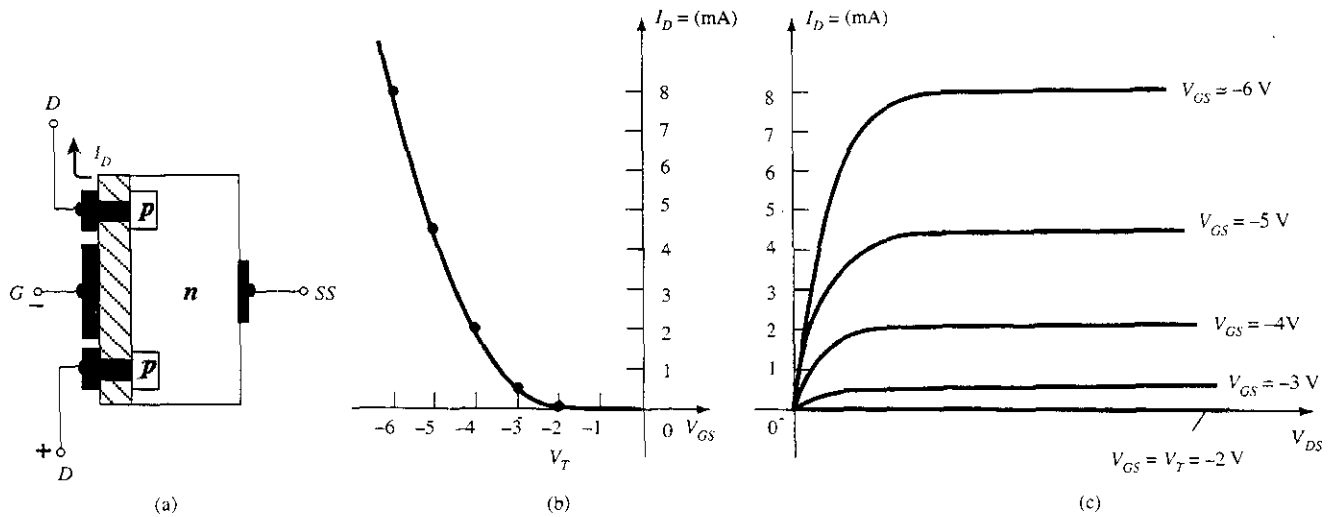 D
I_D
p
G
−
n
SS
p
+
D
(a)
I_D = (mA)
8
7
6
5
4
3
2
1
−6 −5 −4 −3 −2 −1 0 V_GS
V_T
(b)
I_D = (mA)
8
7
6
5
4
3
2
1
0
V_GS = −6 V
V_GS = −5 V
V_GS = −4V
V_GS = −3 V
V_DS
V_GS = V_T = −2 V
(c)